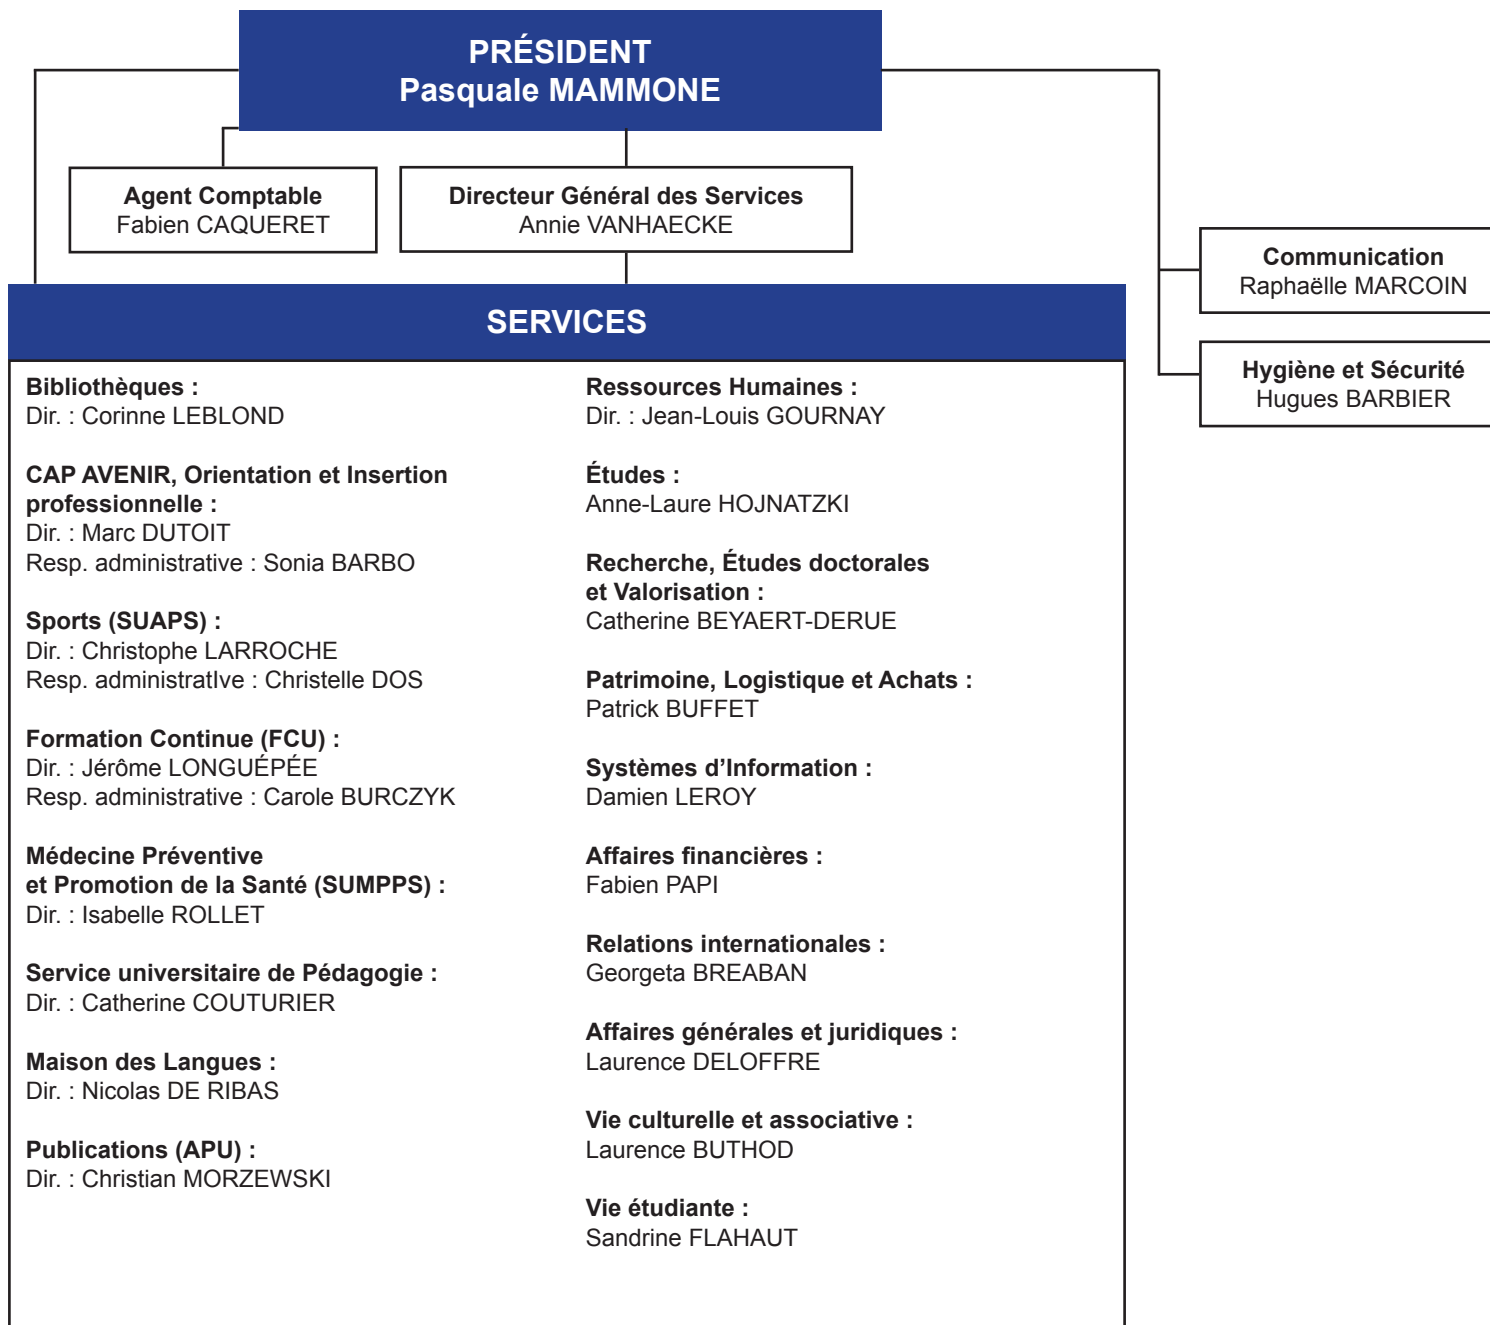 PRÉSIDENT
Pasquale MAMMONE
Agent Comptable
Fabien CAQUERET
Directeur Général des Services
Annie VANHAECKE
Communication
Raphaëlle MARCOIN
Hygiène et Sécurité
Hugues BARBIER
SERVICES
Bibliothèques :
Dir. : Corinne LEBLOND
CAP AVENIR, Orientation et Insertion
professionnelle :
Dir. : Marc DUTOIT
Resp. administrative : Sonia BARBO
Sports (SUAPS) :
Dir. : Christophe LARROCHE
Resp. administratIve : Christelle DOS
Formation Continue (FCU) :
Dir. : Jérôme LONGUÉPÉE
Resp. administrative : Carole BURCZYK
Médecine Préventive
et Promotion de la Santé (SUMPPS) :
Dir. : Isabelle ROLLET
Service universitaire de Pédagogie :
Dir. : Catherine COUTURIER
Maison des Langues :
Dir. : Nicolas DE RIBAS
Publications (APU) :
Dir. : Christian MORZEWSKI
Ressources Humaines :
Dir. : Jean-Louis GOURNAY
Études :
Anne-Laure HOJNATZKI
Recherche, Études doctorales
et Valorisation :
Catherine BEYAERT-DERUE
Patrimoine, Logistique et Achats :
Patrick BUFFET
Systèmes d’Information :
Damien LEROY
Affaires financières :
Fabien PAPI
Relations internationales :
Georgeta BREABAN
Affaires générales et juridiques :
Laurence DELOFFRE
Vie culturelle et associative :
Laurence BUTHOD
Vie étudiante :
Sandrine FLAHAUT